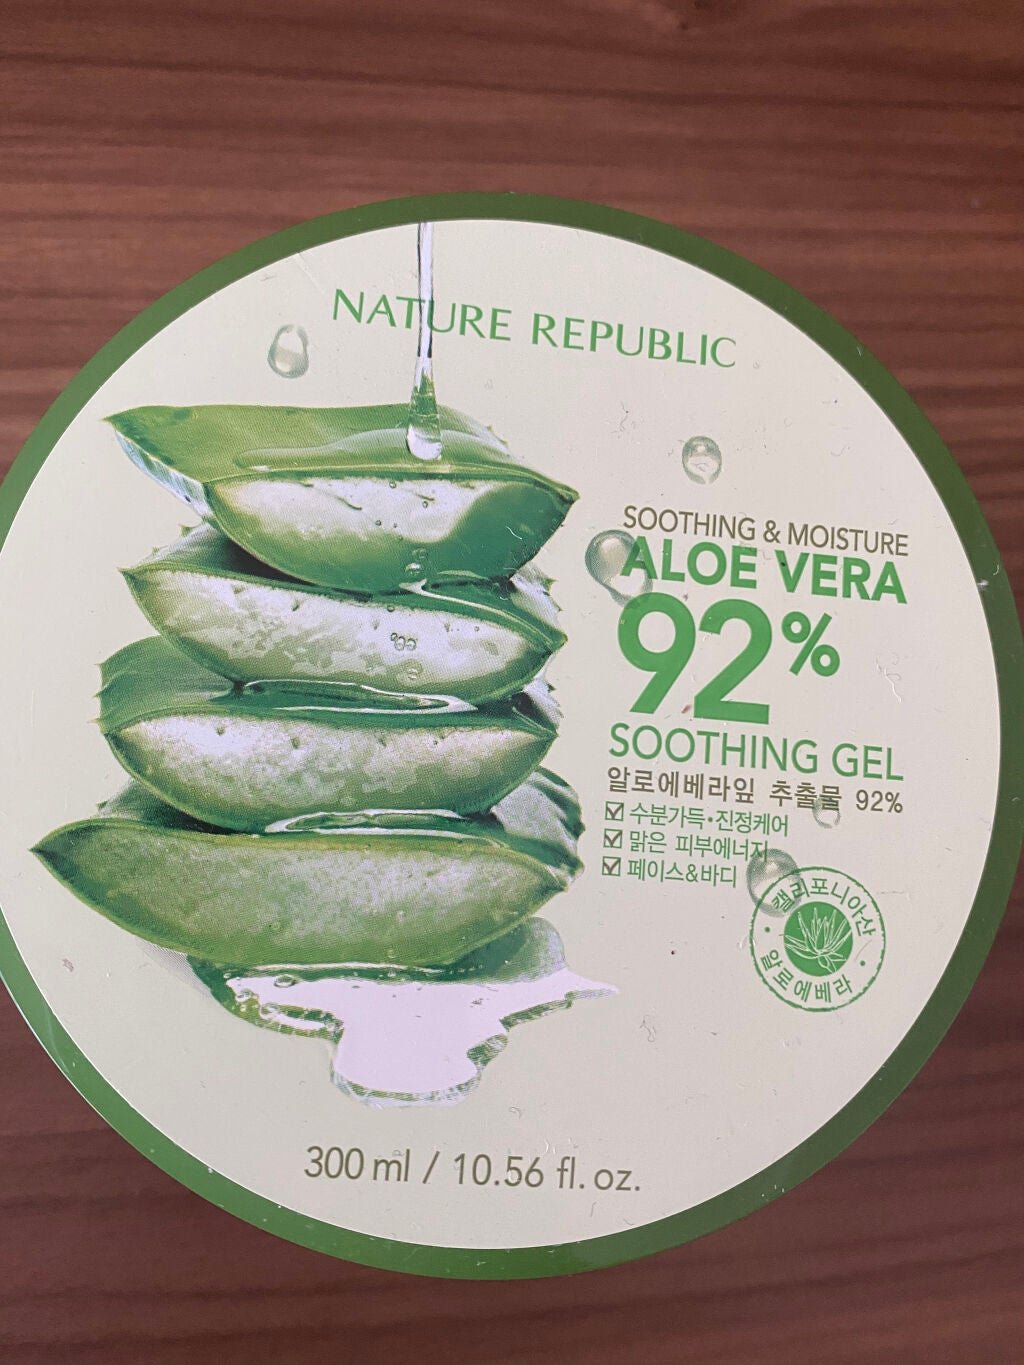 NATURE REPUBLIC
SOOTHING & MOISTURE
ALOE VERA
92%
SOOTHING GEL
알로에베라잎 추출물 92%
수분가득·진정케어
맑은 피부에너지
페이스&바디
캘리포니아산
알로에베라
300 ml / 10.56 fl. oz.